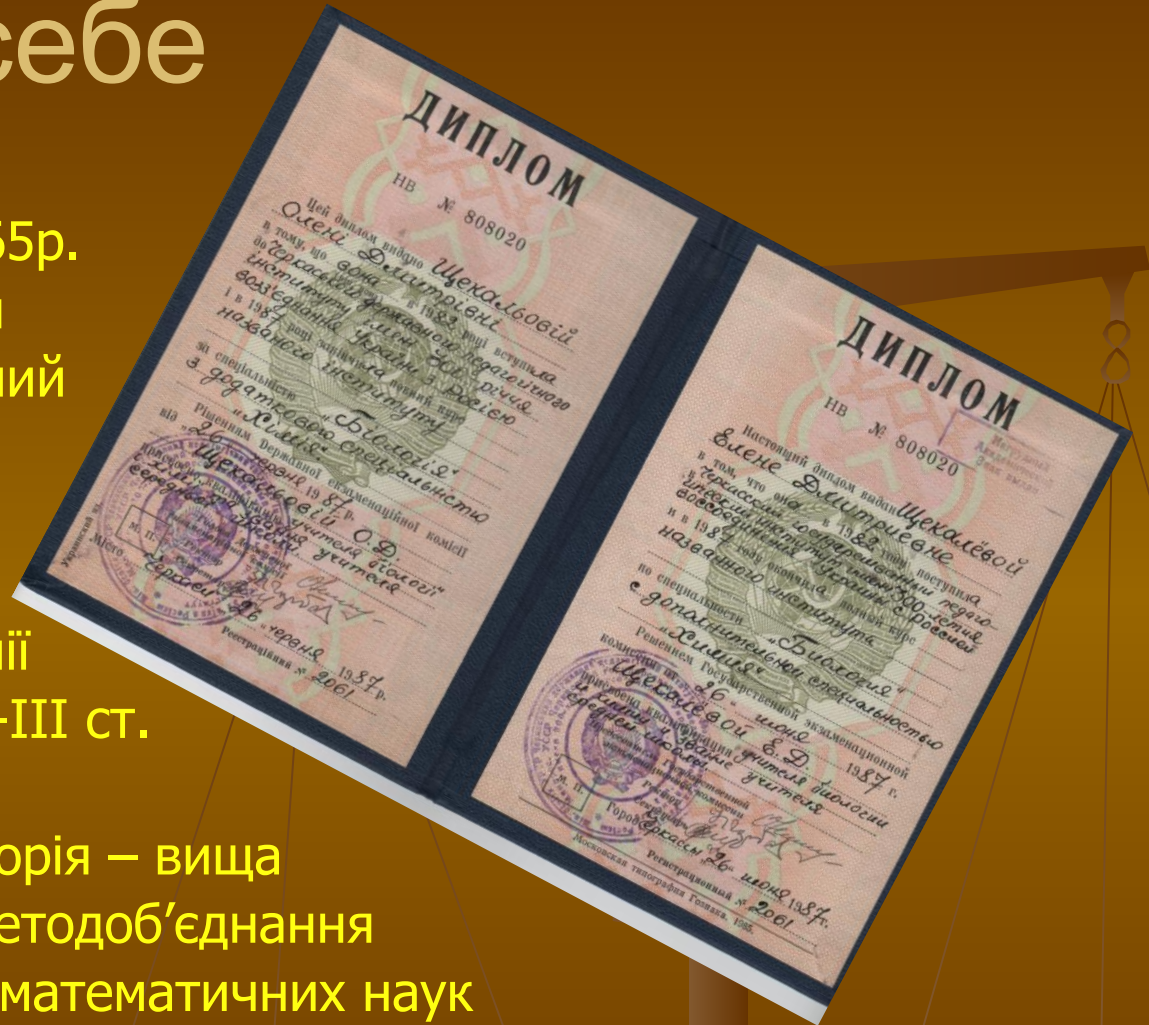 себе
65р.
ний
ії
-ІІІ ст.
орія – вища
етодоб’єднання
математичних наук
ДИПЛОМ
НВ № 808020
Цей диплом видано Щекальовій
Олені Дмитрівні
в тому, що вона в 1982 році вступила
до Черкаського державного педагогічного
інституту імені 300-річчя
возз'єднання України з Росією
і в 1987 році закінчила повний курс
названого інституту
за спеціальністю „Біологія“
з додатковою спеціальністю
„Хімія“
Рішенням Державної екзаменаційної комісії
від „26“ червня 1987 р.
Щекальовій О.Д.
присвоєно кваліфікацію учителя біології
середньої школи учителя
М. П.
Місто Черкаси „26“ червня 1987 р.
Реєстраційний № 2061
ДИПЛОМ
НВ № 808020
Настоящий диплом выдан Щекалёвой
Елене Дмитриевне
в том, что она в 1982 году поступила
в Черкасский государственный педаго-
гический институт имени 300-летия
воссоединения Украины с Россией
и в 1987 году окончила полный курс
названного института
по специальности „Биология“
с дополнительной специальностью
„Химия“
Решением Государственной экзаменационной
комиссии от „26“ июня 1987 г.
Щекалёвой Е.Д.
присвоена квалификация учителя биологии
и химии и звание учителя
средней школы
М. П.
Город Черкассы „26“ июня 1987 г.
Регистрационный № 2061
Московская типография Гознака. 1985.